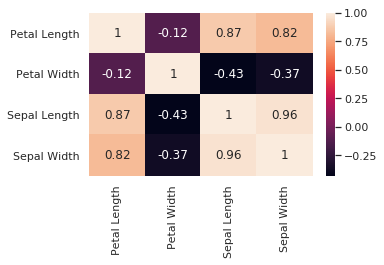 Petal Length 1 -0.12 0.87 0.82
Petal Width -0.12 1 -0.43 -0.37
Sepal Length 0.87 -0.43 1 0.96
Sepal Width 0.82 -0.37 0.96 1
Petal Length
Petal Width
Sepal Length
Sepal Width
1.00
0.75
0.50
0.25
0.00
-0.25